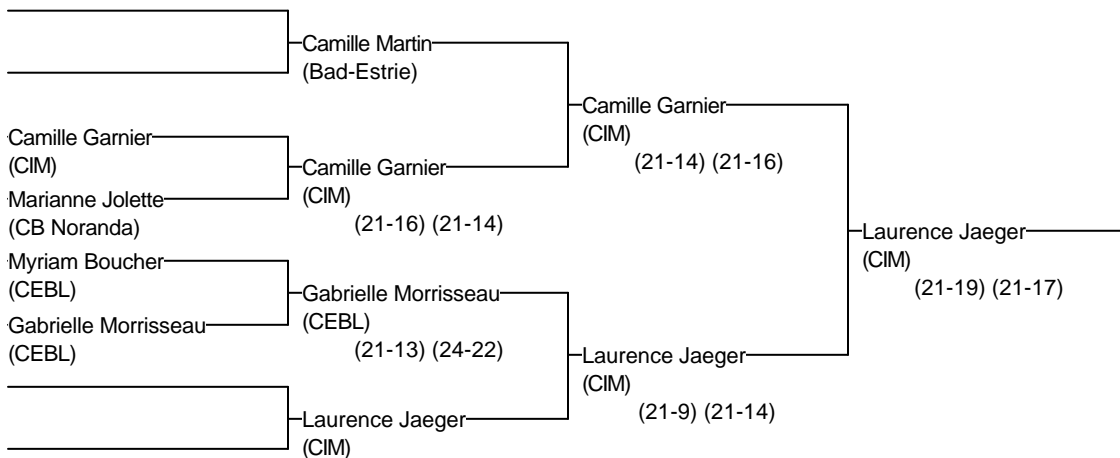 Camille Martin
(Bad-Estrie)
Camille Garnier
(CIM)
(21-14) (21-16)
Camille Garnier
(CIM)
Marianne Jolette
(CB Noranda)
Camille Garnier
(CIM)
(21-16) (21-14)
Laurence Jaeger
(CIM)
(21-19) (21-17)
Myriam Boucher
(CEBL)
Gabrielle Morrisseau
(CEBL)
Gabrielle Morrisseau
(CEBL)
(21-13) (24-22)
Laurence Jaeger
(CIM)
(21-9) (21-14)
Laurence Jaeger
(CIM)